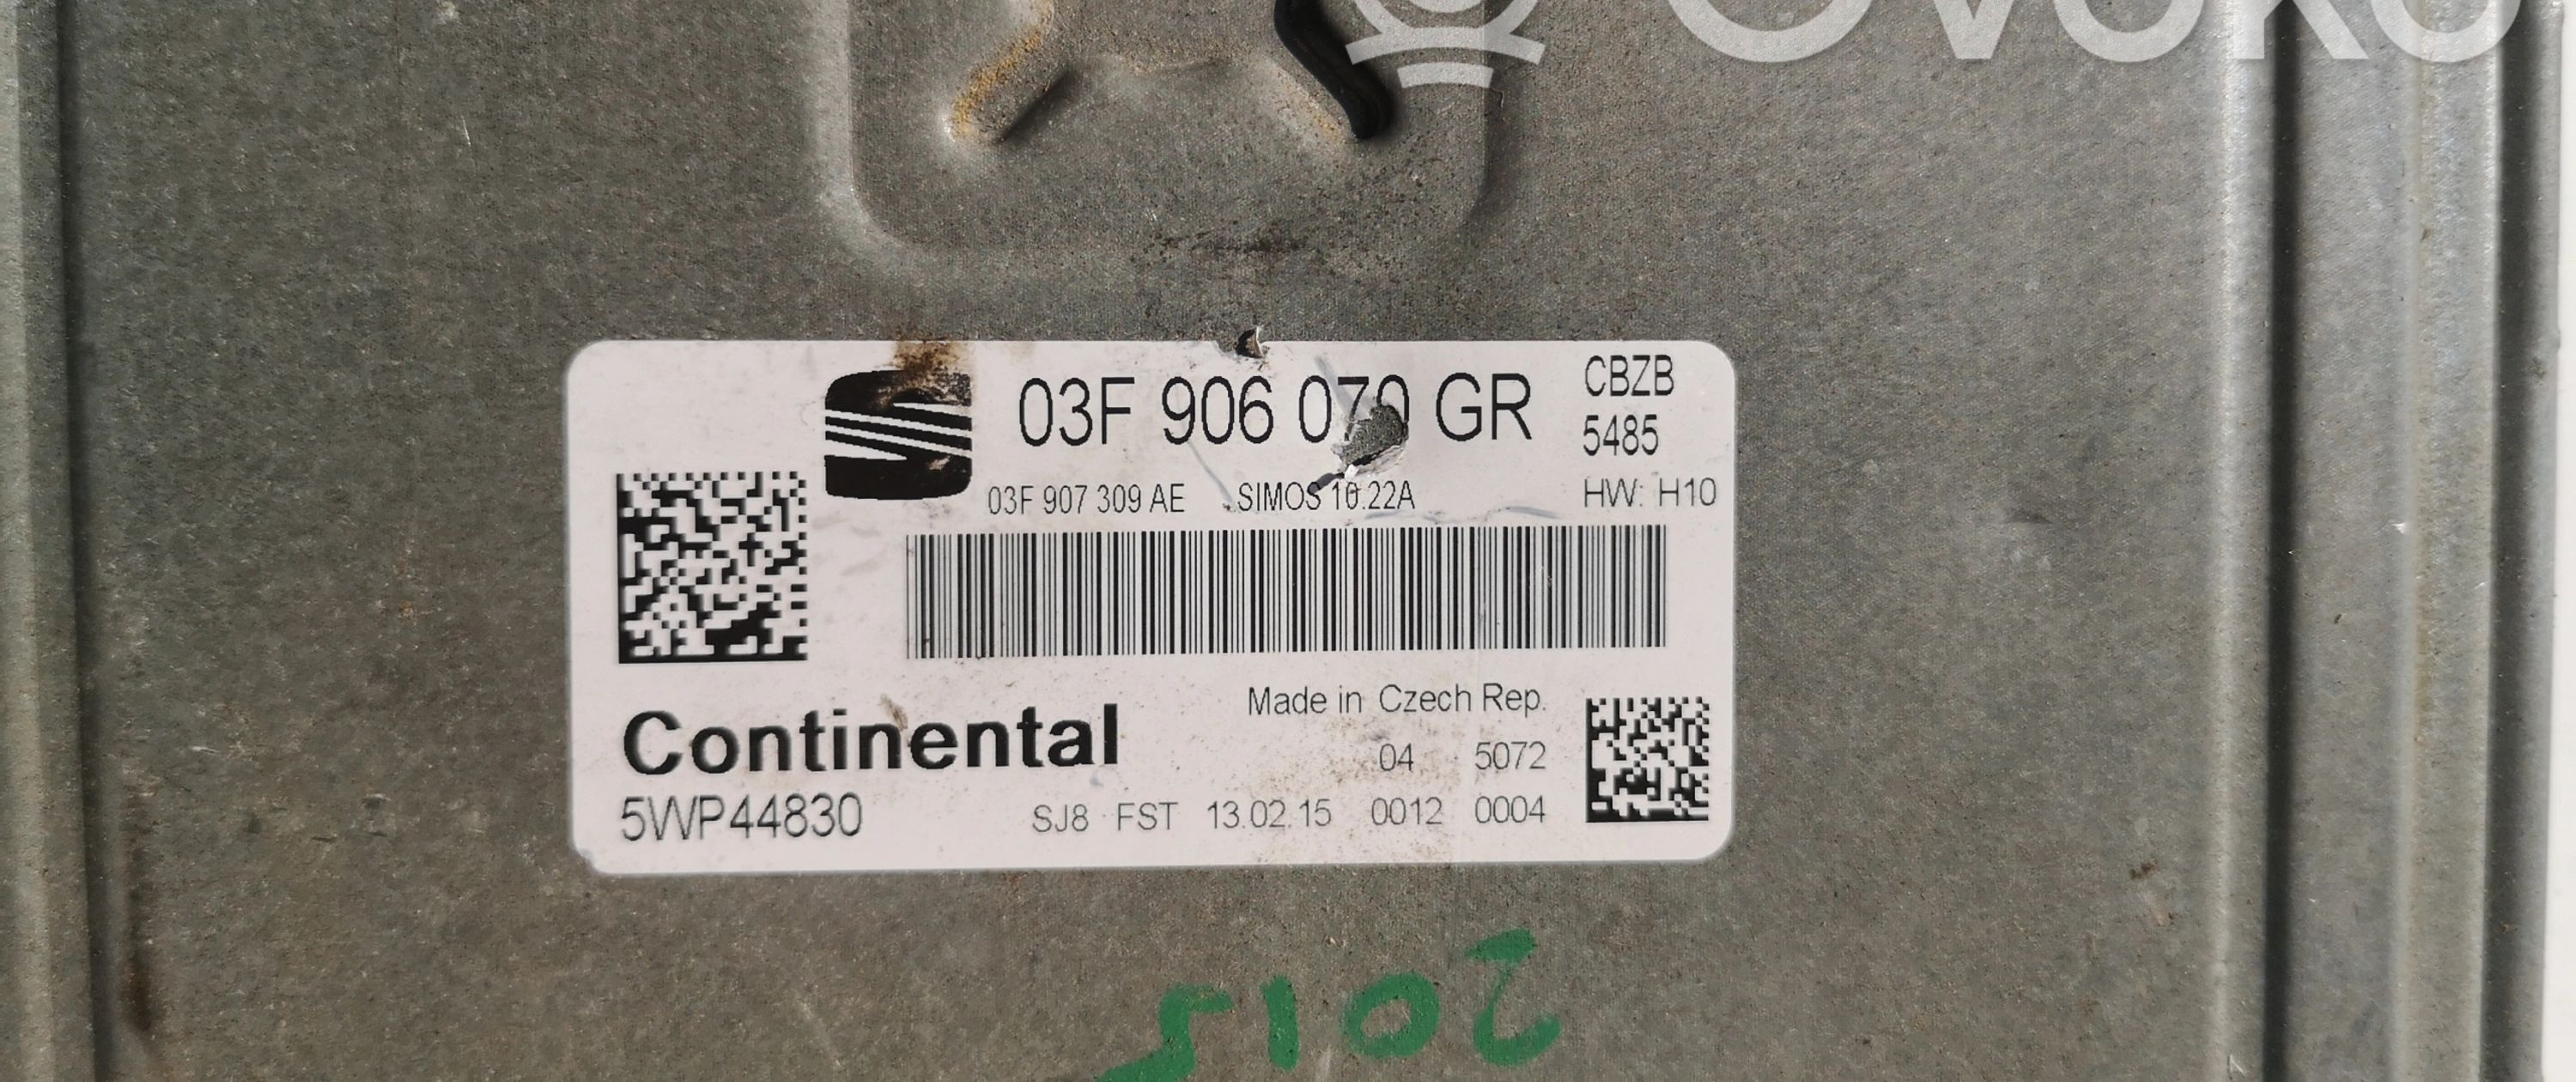 OVOKO
03F 906 070 GR
CBZB
5485
03F 907 309 AE SIMOS 10.22A
HW: H10
Made in Czech Rep.
Continental
04 5072
5WP44830
SJ8 FST 13.02.15 0012 0004
2015